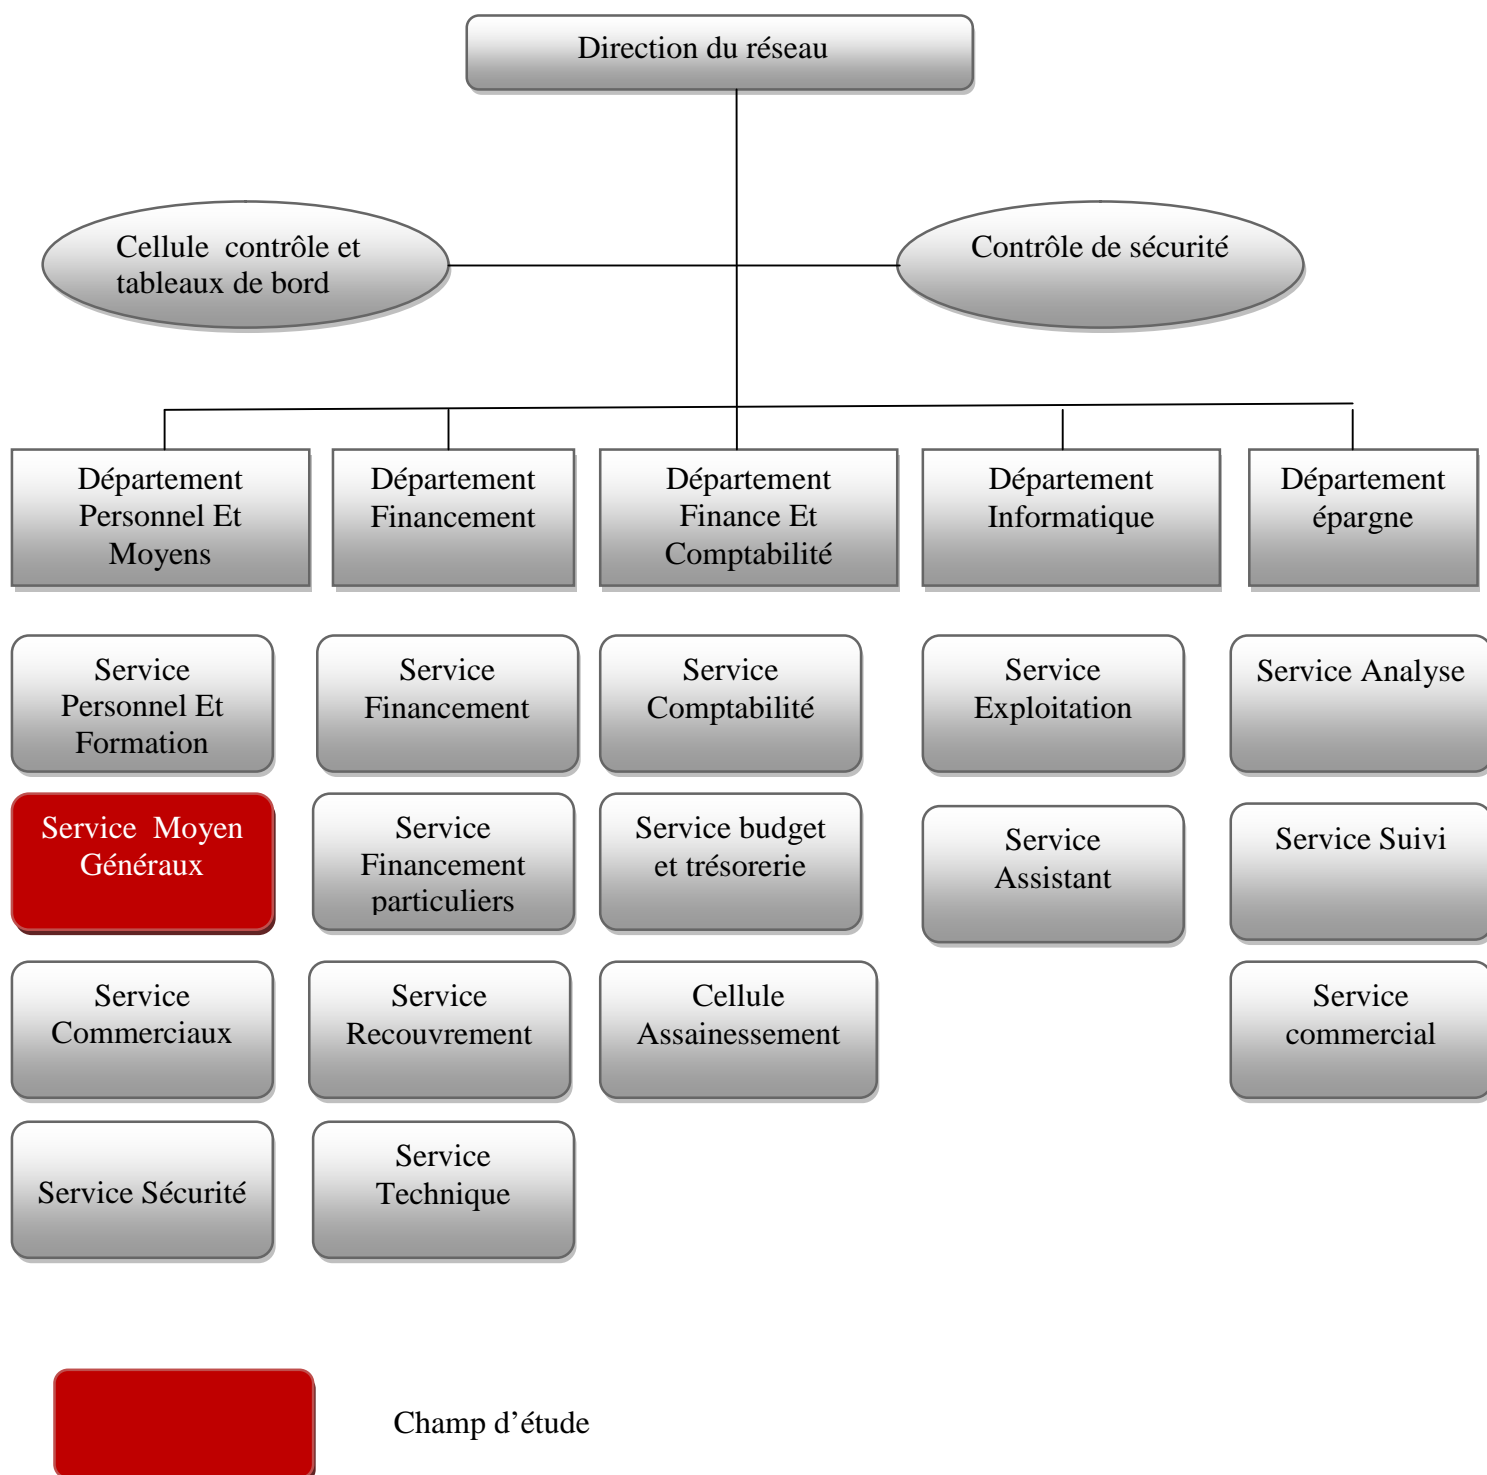 Direction du réseau
Cellule  contrôle et
tableaux de bord
Contrôle de sécurité
Département
Personnel Et
Moyens
Département
Financement
Département
Finance Et
Comptabilité
Département
Informatique
Département
épargne
Service
Personnel Et
Formation
Service
Financement
Service
Comptabilité
Service
Exploitation
Service Analyse
Service  Moyen
Généraux
Service
Financement
particuliers
Service budget
et trésorerie
Service
Assistant
Service Suivi
Service
Commerciaux
Service
Recouvrement
Cellule
Assainessement
Service
commercial
Service Sécurité
Service
Technique
Champ d’étude